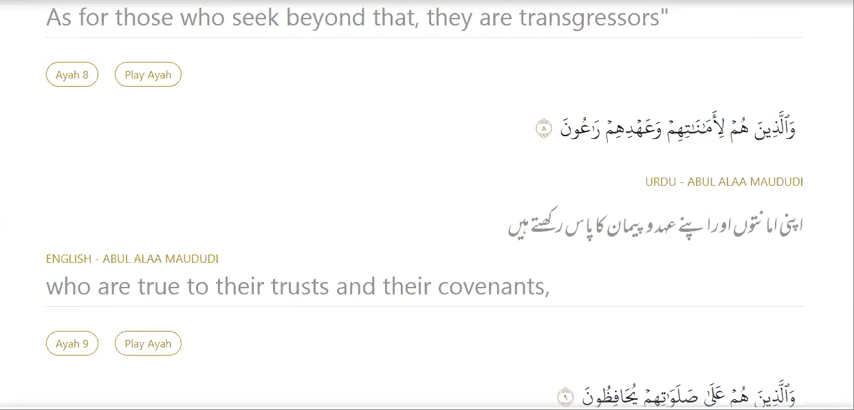 As for those who seek beyond that, they are transgressors"
Ayah 8 Play Ayah
وَٱلَّذِينَ هُمْ لِأَمَـٰنَـٰتِهِمْ وَعَهْدِهِمْ رَٰعُونَ ٨
URDU - ABUL ALAA MAUDUDI
اپنی امانتوں اور اپنے عہد و پیمان کا پاس رکھتے ہیں
ENGLISH - ABUL ALAA MAUDUDI
who are true to their trusts and their covenants,
Ayah 9 Play Ayah
وَٱلَّذِينَ هُمْ عَلَىٰ صَلَوَٰتِهِمْ يُحَافِظُونَ ٩